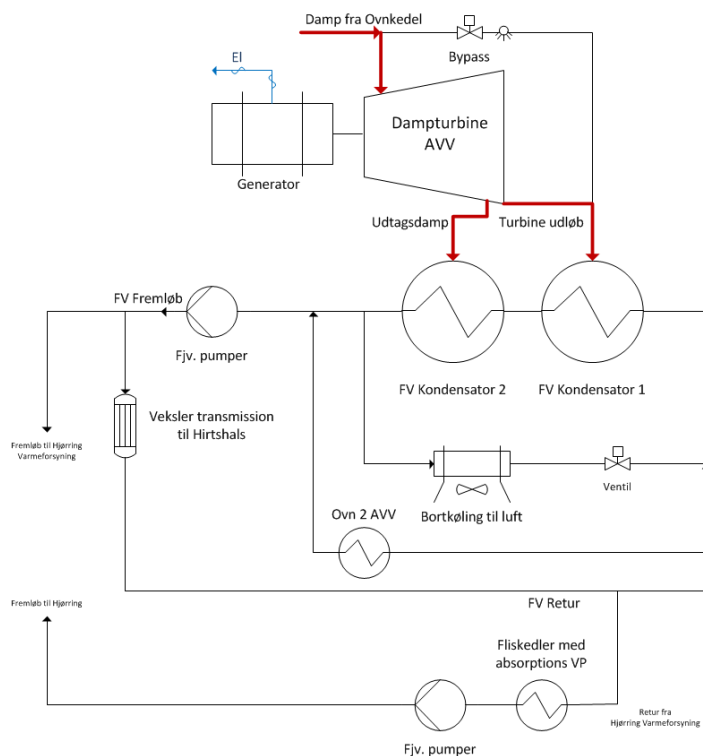 Damp fra Ovnkedel
Bypass
El
Dampturbine
AVV
Generator
Udtagsdamp
Turbine udløb
FV Fremløb
Fjv. pumper
FV Kondensator 2
FV Kondensator 1
Veksler transmission
til Hirtshals
Fremløb til Hjørring
Varmeforsyning
Ventil
Bortkøling til luft
Ovn 2 AVV
Fremløb til Hjørring
FV Retur
Fliskedler med
absorptions VP
Retur fra
Hjørring Varmeforsyning
Fjv. pumper